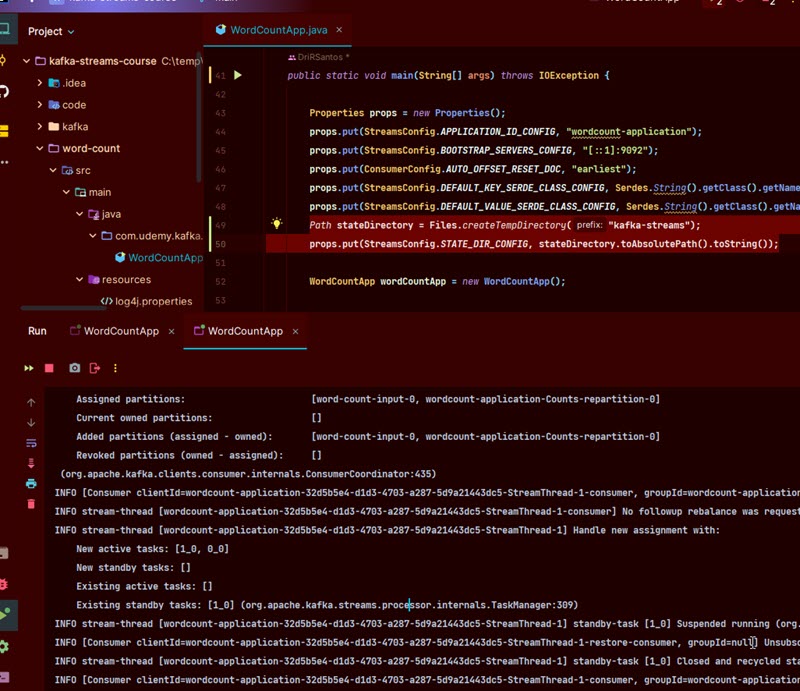 Project
WordCountApp.java
kafka-streams-course C:\temp\
.idea
code
kafka
word-count
src
main
java
com.udemy.kafka.
WordCountApp
resources
log4j.properties
DriRSantos *
41 public static void main(String[] args) throws IOException {
42
43 Properties props = new Properties();
44 props.put(StreamsConfig.APPLICATION_ID_CONFIG, "wordcount-application");
45 props.put(StreamsConfig.BOOTSTRAP_SERVERS_CONFIG, "[::1]:9092");
46 props.put(ConsumerConfig.AUTO_OFFSET_RESET_DOC, "earliest");
47 props.put(StreamsConfig.DEFAULT_KEY_SERDE_CLASS_CONFIG, Serdes.String().getClass().getName
48 props.put(StreamsConfig.DEFAULT_VALUE_SERDE_CLASS_CONFIG, Serdes.String().getClass().getNa
49 Path stateDirectory = Files.createTempDirectory( prefix: "kafka-streams");
50 props.put(StreamsConfig.STATE_DIR_CONFIG, stateDirectory.toAbsolutePath().toString());
51
52 WordCountApp wordCountApp = new WordCountApp();
53
Run WordCountApp WordCountApp
Assigned partitions: [word-count-input-0, wordcount-application-Counts-repartition-0]
Current owned partitions: []
Added partitions (assigned - owned): [word-count-input-0, wordcount-application-Counts-repartition-0]
Revoked partitions (owned - assigned): []
(org.apache.kafka.clients.consumer.internals.ConsumerCoordinator:435)
INFO [Consumer clientId=wordcount-application-32d5b5e4-d1d3-4703-a287-5d9a21443dc5-StreamThread-1-consumer, groupId=wordcount-application
INFO stream-thread [wordcount-application-32d5b5e4-d1d3-4703-a287-5d9a21443dc5-StreamThread-1-consumer] No followup rebalance was request
INFO stream-thread [wordcount-application-32d5b5e4-d1d3-4703-a287-5d9a21443dc5-StreamThread-1] Handle new assignment with:
New active tasks: [1_0, 0_0]
New standby tasks: []
Existing active tasks: []
Existing standby tasks: [1_0] (org.apache.kafka.streams.processor.internals.TaskManager:309)
INFO stream-thread [wordcount-application-32d5b5e4-d1d3-4703-a287-5d9a21443dc5-StreamThread-1] standby-task [1_0] Suspended running (org.
INFO [Consumer clientId=wordcount-application-32d5b5e4-d1d3-4703-a287-5d9a21443dc5-StreamThread-1-restore-consumer, groupId=null] Unsubsc
INFO stream-thread [wordcount-application-32d5b5e4-d1d3-4703-a287-5d9a21443dc5-StreamThread-1] standby-task [1_0] Closed and recycled sta
INFO [Consumer clientId=wordcount-application-32d5b5e4-d1d3-4703-a287-5d9a21443dc5-StreamThread-1-consumer, groupId=wordcount-application